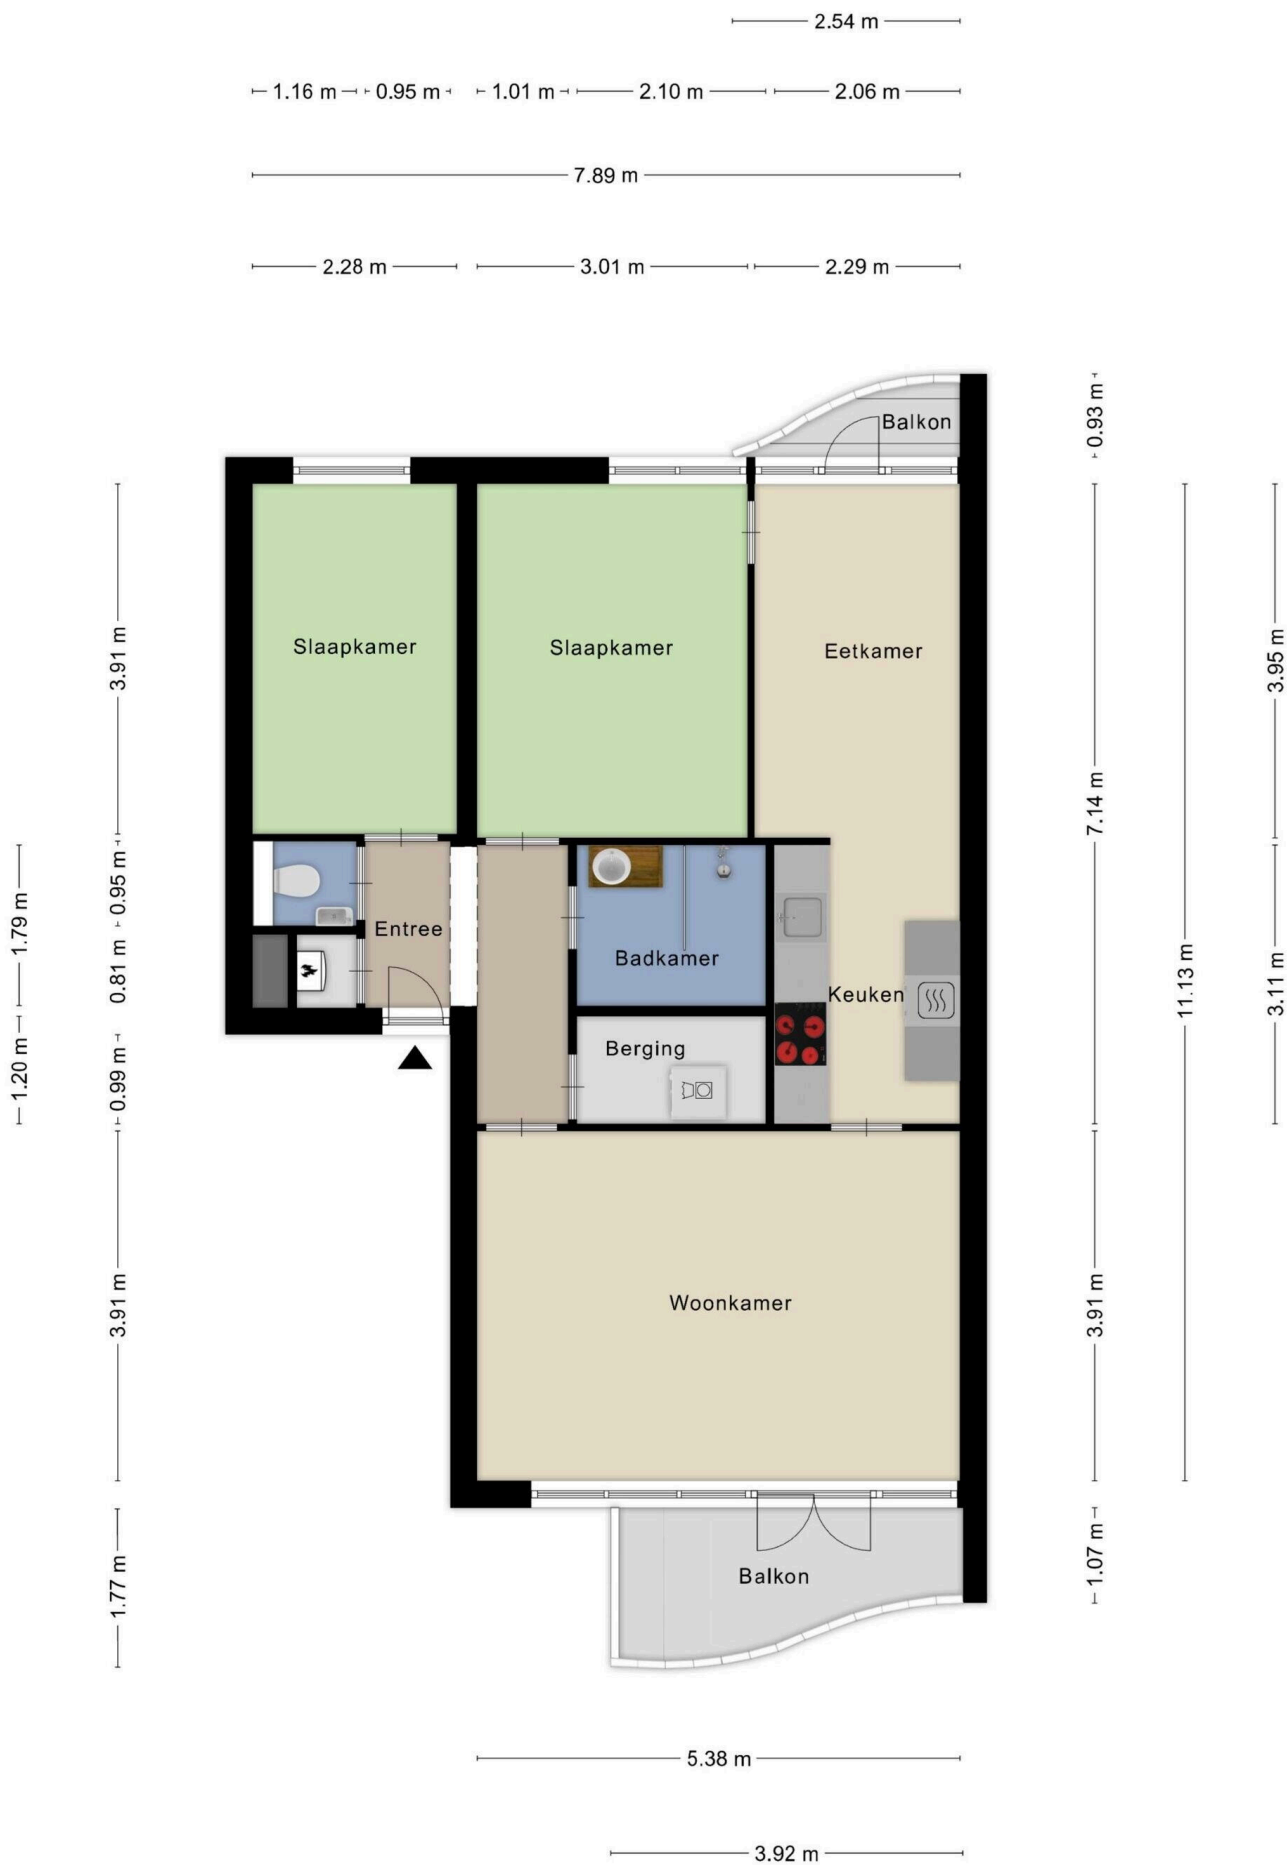 2.54 m
1.16 m
0.95 m
1.01 m
2.10 m
2.06 m
7.89 m
2.28 m
3.01 m
2.29 m
Balkon
0.93 m
Slaapkamer
Slaapkamer
Eetkamer
3.91 m
3.95 m
7.14 m
11.13 m
0.95 m
1.79 m
0.81 m
Entree
Badkamer
Keuken
3.11 m
Berging
1.20 m
0.99 m
Woonkamer
3.91 m
3.91 m
Balkon
1.77 m
1.07 m
5.38 m
3.92 m